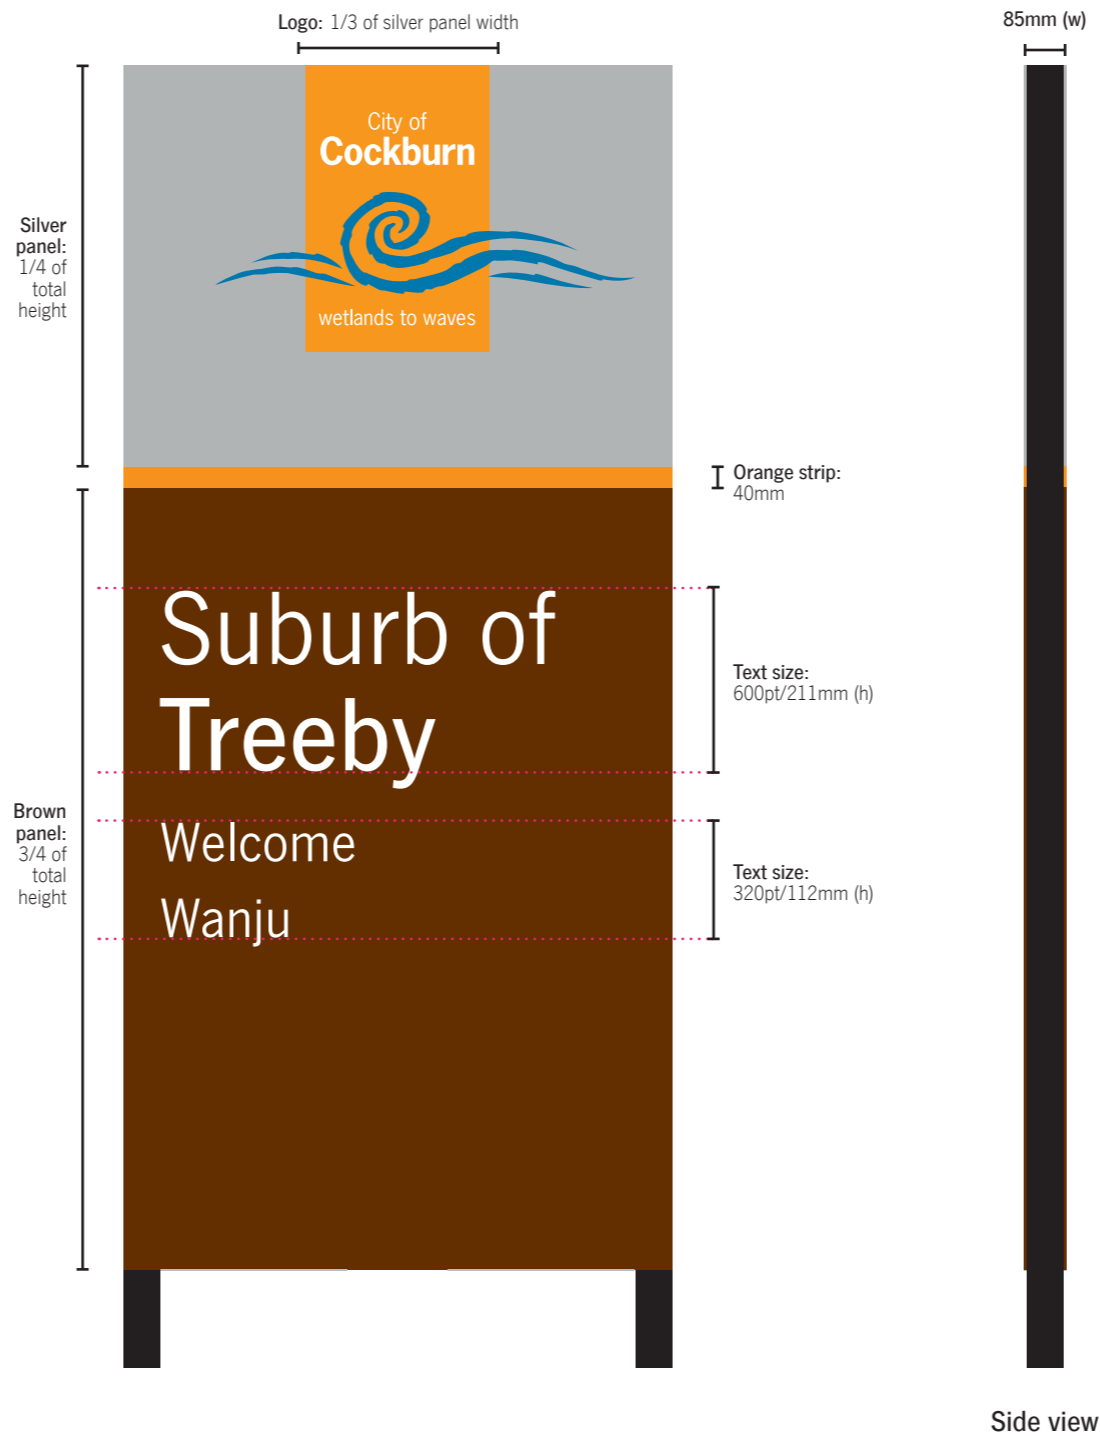 Logo: 1/3 of silver panel width
85mm (w)
City of
Cockburn
wetlands to waves
Silver
panel:
1/4 of
total
height
Orange strip:
40mm
Suburb of
Treeby
Text size:
600pt/211mm (h)
Brown
panel:
3/4 of
total
height
Welcome
Wanju
Text size:
320pt/112mm (h)
Side view